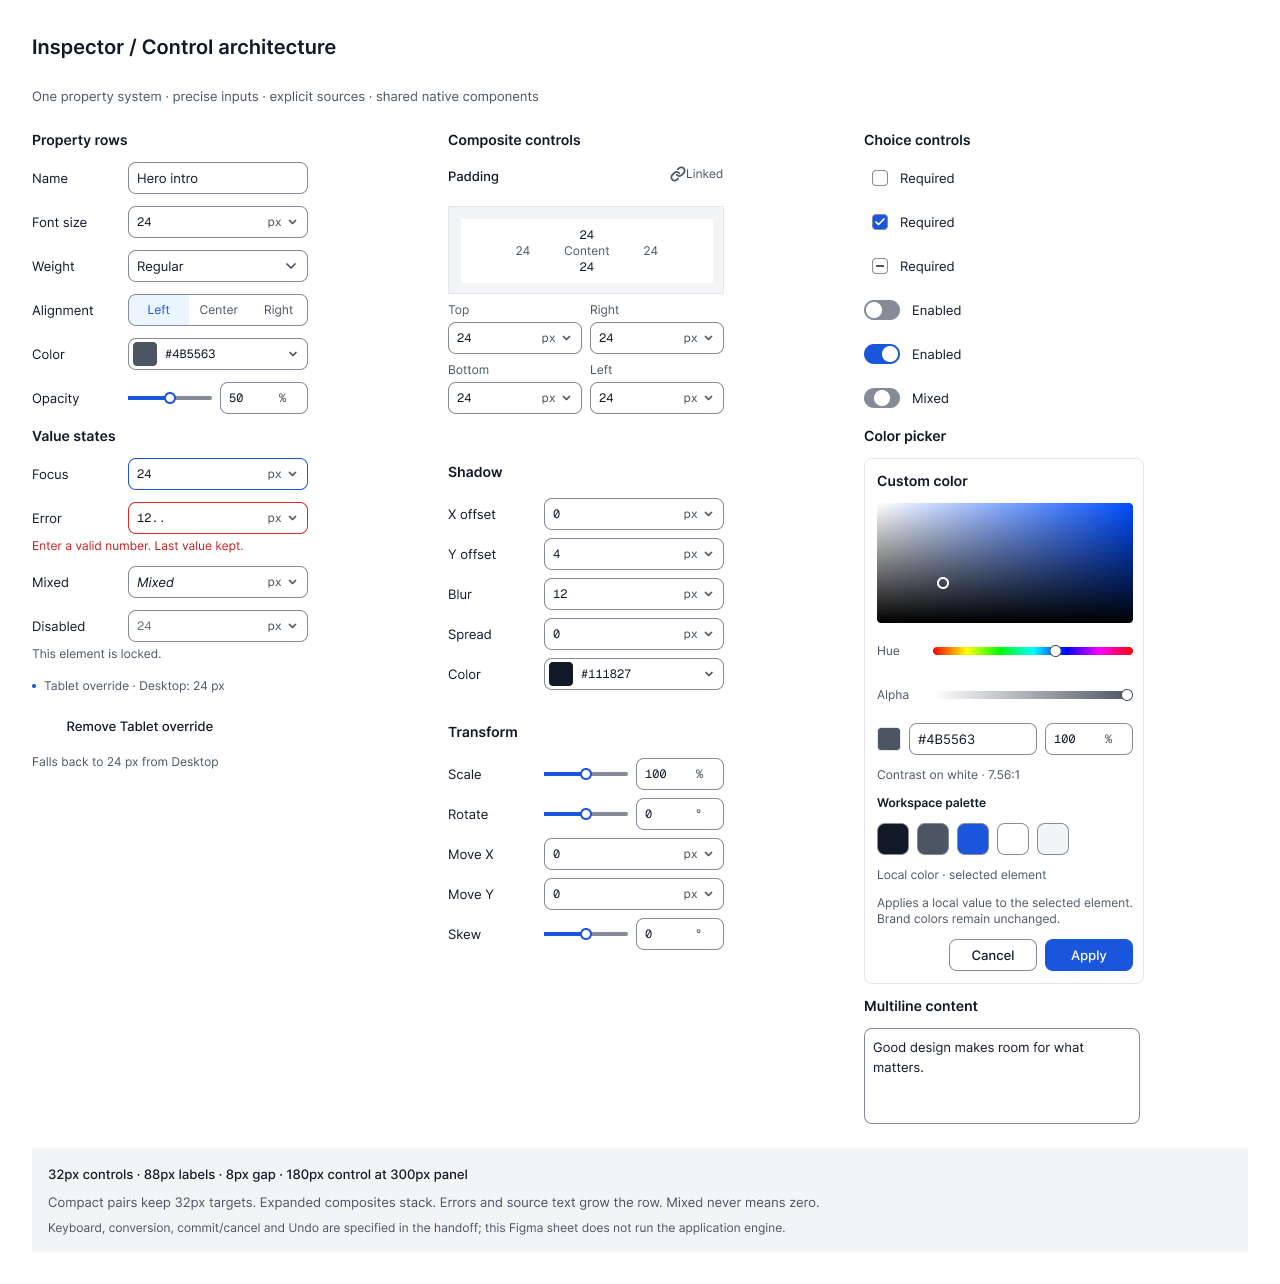 Inspector / Control architecture
One property system · precise inputs · explicit sources · shared native components
Property rows
Name
Hero intro
Font size
24
px
Weight
Regular
Alignment
Left
Center
Right
Color
#4B5563
Opacity
50
%
Value states
Focus
24
px
Error
12..
px
Enter a valid number. Last value kept.
Mixed
Mixed
px
Disabled
24
px
This element is locked.
Tablet override · Desktop: 24 px
Remove Tablet override
Falls back to 24 px from Desktop
Composite controls
Padding
Linked
24
24
Content
24
24
Top
Right
24
px
24
px
Bottom
Left
24
px
24
px
Shadow
X offset
0
px
Y offset
4
px
Blur
12
px
Spread
0
px
Color
#111827
Transform
Scale
100
%
Rotate
0
°
Move X
0
px
Move Y
0
px
Skew
0
°
Choice controls
Required
Required
Required
Enabled
Enabled
Mixed
Color picker
Custom color
Hue
Alpha
#4B5563
100
%
Contrast on white · 7.56:1
Workspace palette
Local color · selected element
Applies a local value to the selected element.
Brand colors remain unchanged.
Cancel
Apply
Multiline content
Good design makes room for what
matters.
32px controls · 88px labels · 8px gap · 180px control at 300px panel
Compact pairs keep 32px targets. Expanded composites stack. Errors and source text grow the row. Mixed never means zero.
Keyboard, conversion, commit/cancel and Undo are specified in the handoff; this Figma sheet does not run the application engine.